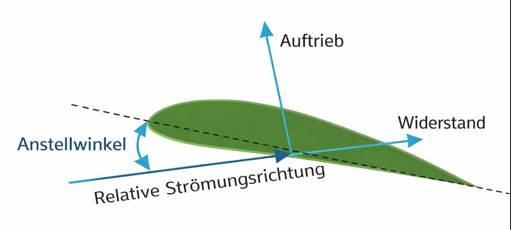 Auftrieb
Widerstand
Anstellwinkel
Relative Strömungsrichtung